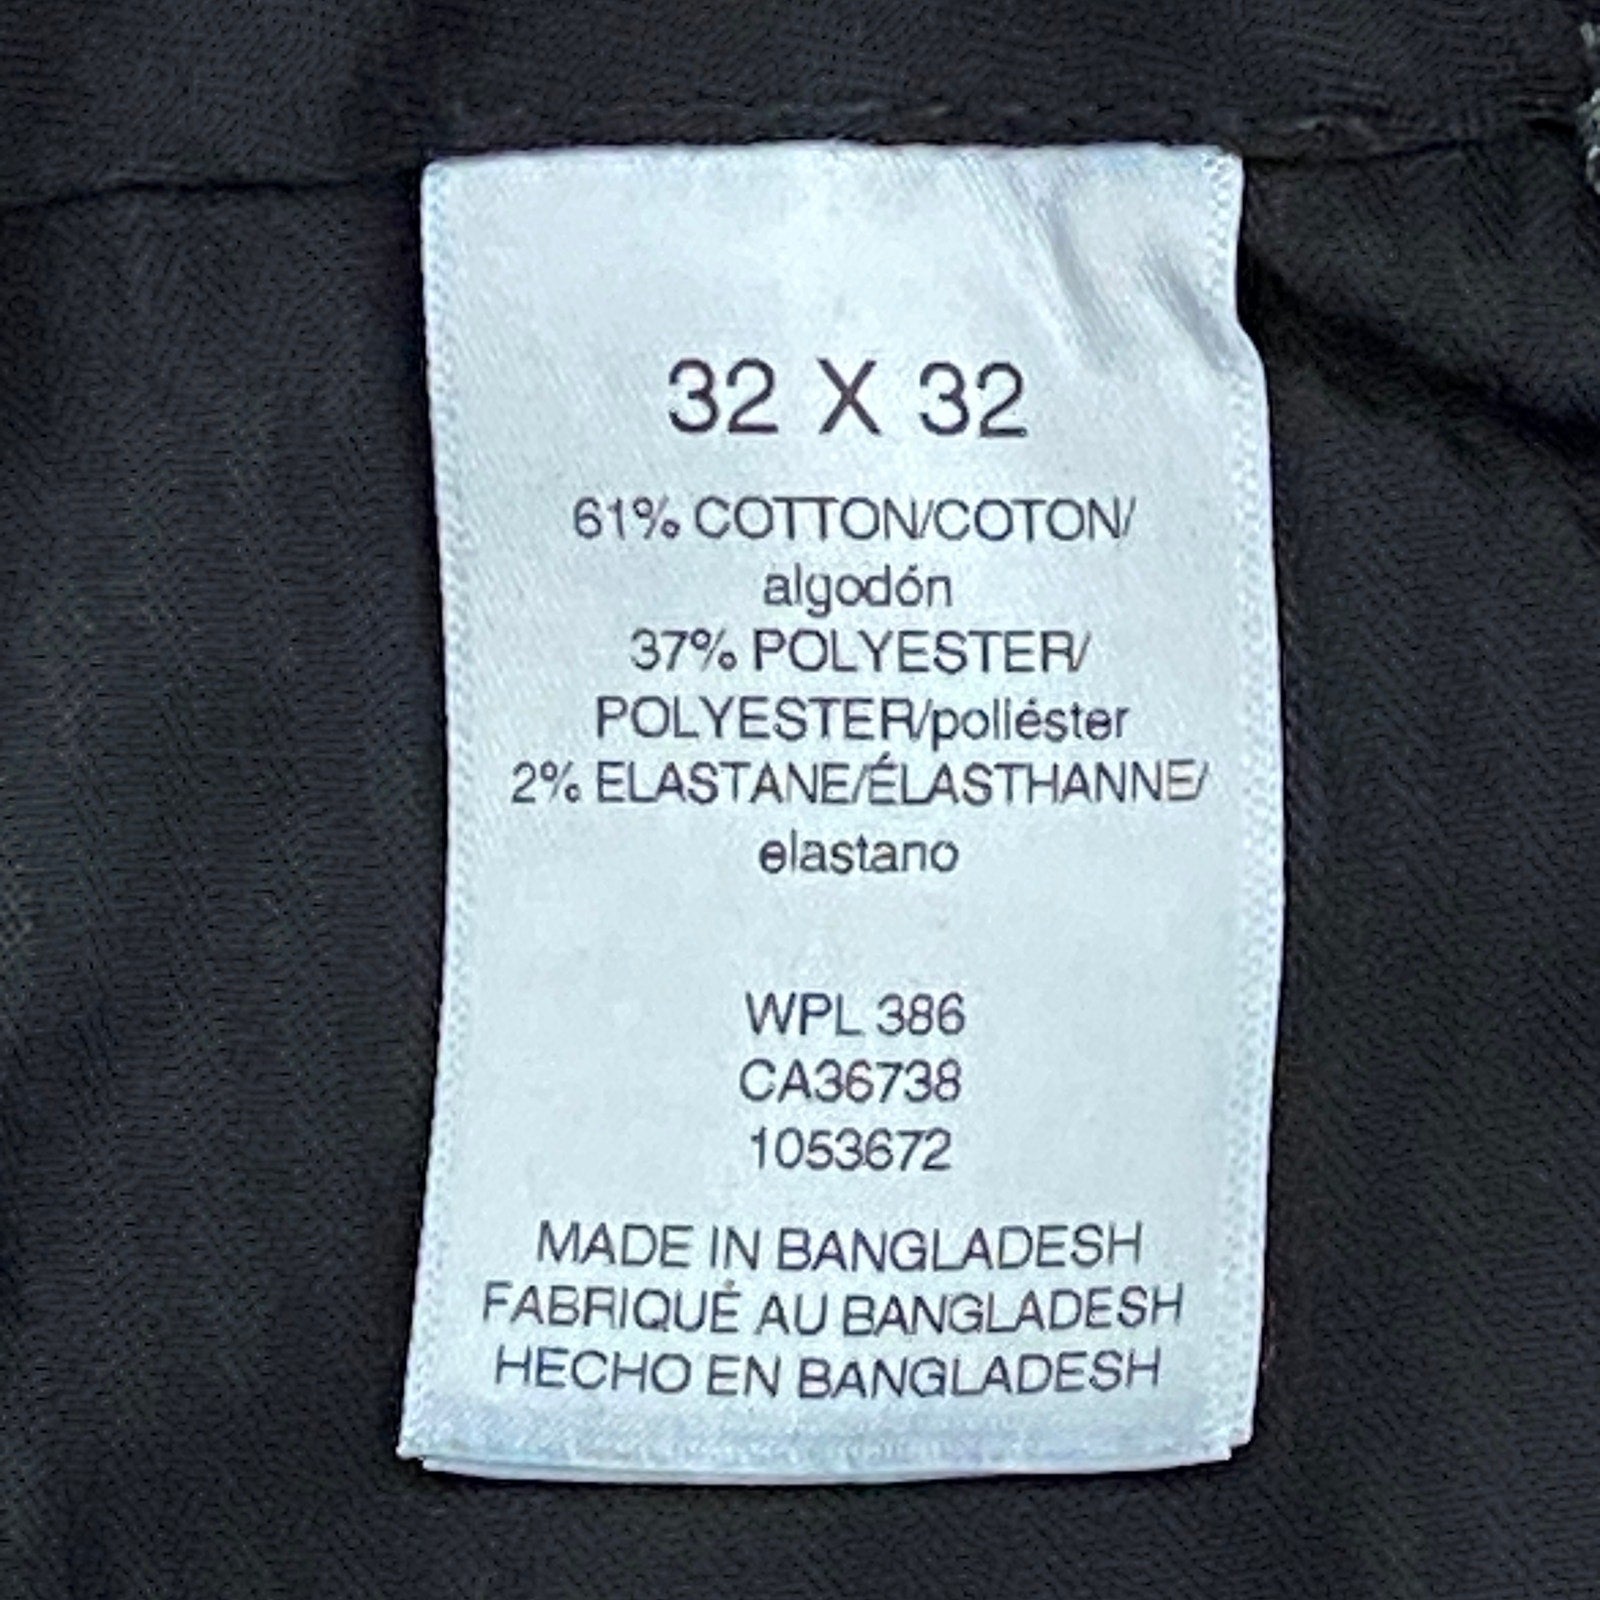 32 X 32
61% COTTON/COTON/
algodón
37% POLYESTER/
POLYESTER/poliéster
2% ELASTANE/ÉLASTHANNE/
elastano
WPL 386
CA36738
1053672
MADE IN BANGLADESH
FABRIQUÉ AU BANGLADESH
HECHO EN BANGLADESH